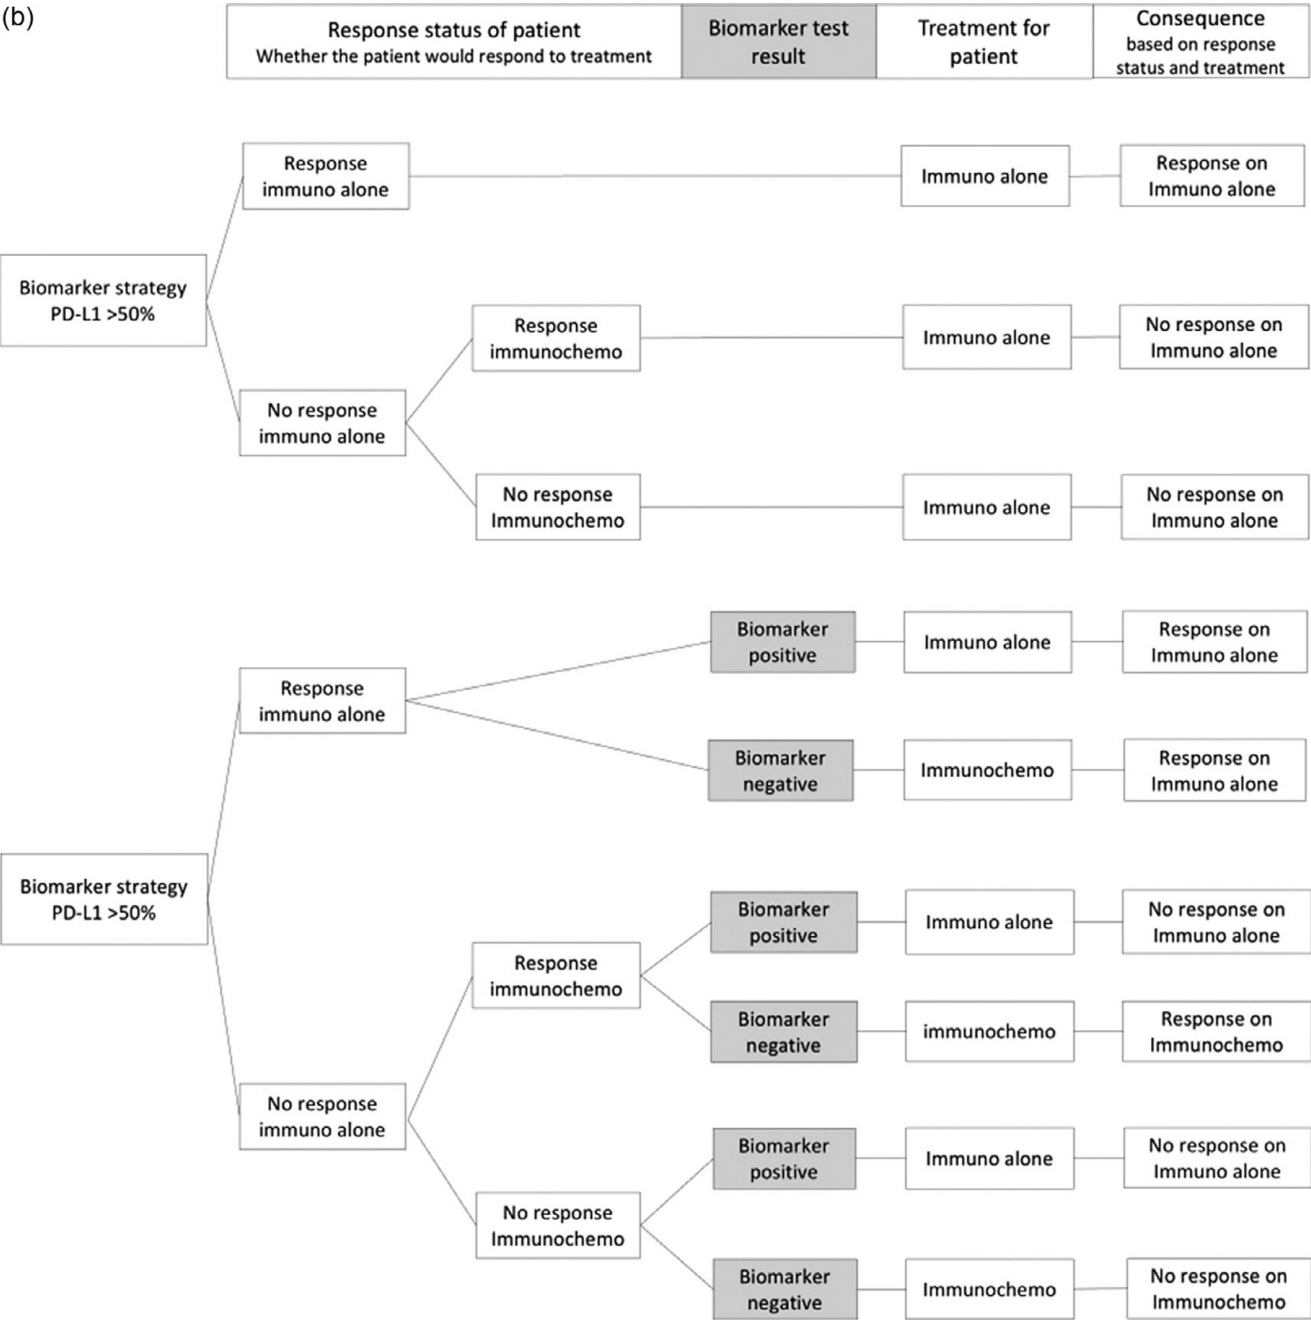 (b)
Response status of patient
Whether the patient would respond to treatment
Biomarker test
result
Treatment for
patient
Consequence
based on response
status and treatment
Response
immuno alone
Immuno alone
Response on
Immuno alone
Biomarker strategy
PD-L1 >50%
Response
immunochemo
Immuno alone
No response on
Immuno alone
No response
immuno alone
No response
Immunochemo
Immuno alone
No response on
Immuno alone
Biomarker
positive
Immuno alone
Response on
Immuno alone
Response
immuno alone
Biomarker
negative
Immunochemo
Response on
Immuno alone
Biomarker strategy
PD-L1 >50%
Biomarker
positive
Immuno alone
No response on
Immuno alone
Response
immunochemo
Biomarker
negative
immunochemo
Response on
Immunochemo
No response
immuno alone
Biomarker
positive
Immuno alone
No response on
Immuno alone
No response
Immunochemo
Biomarker
negative
Immunochemo
No response on
Immunochemo